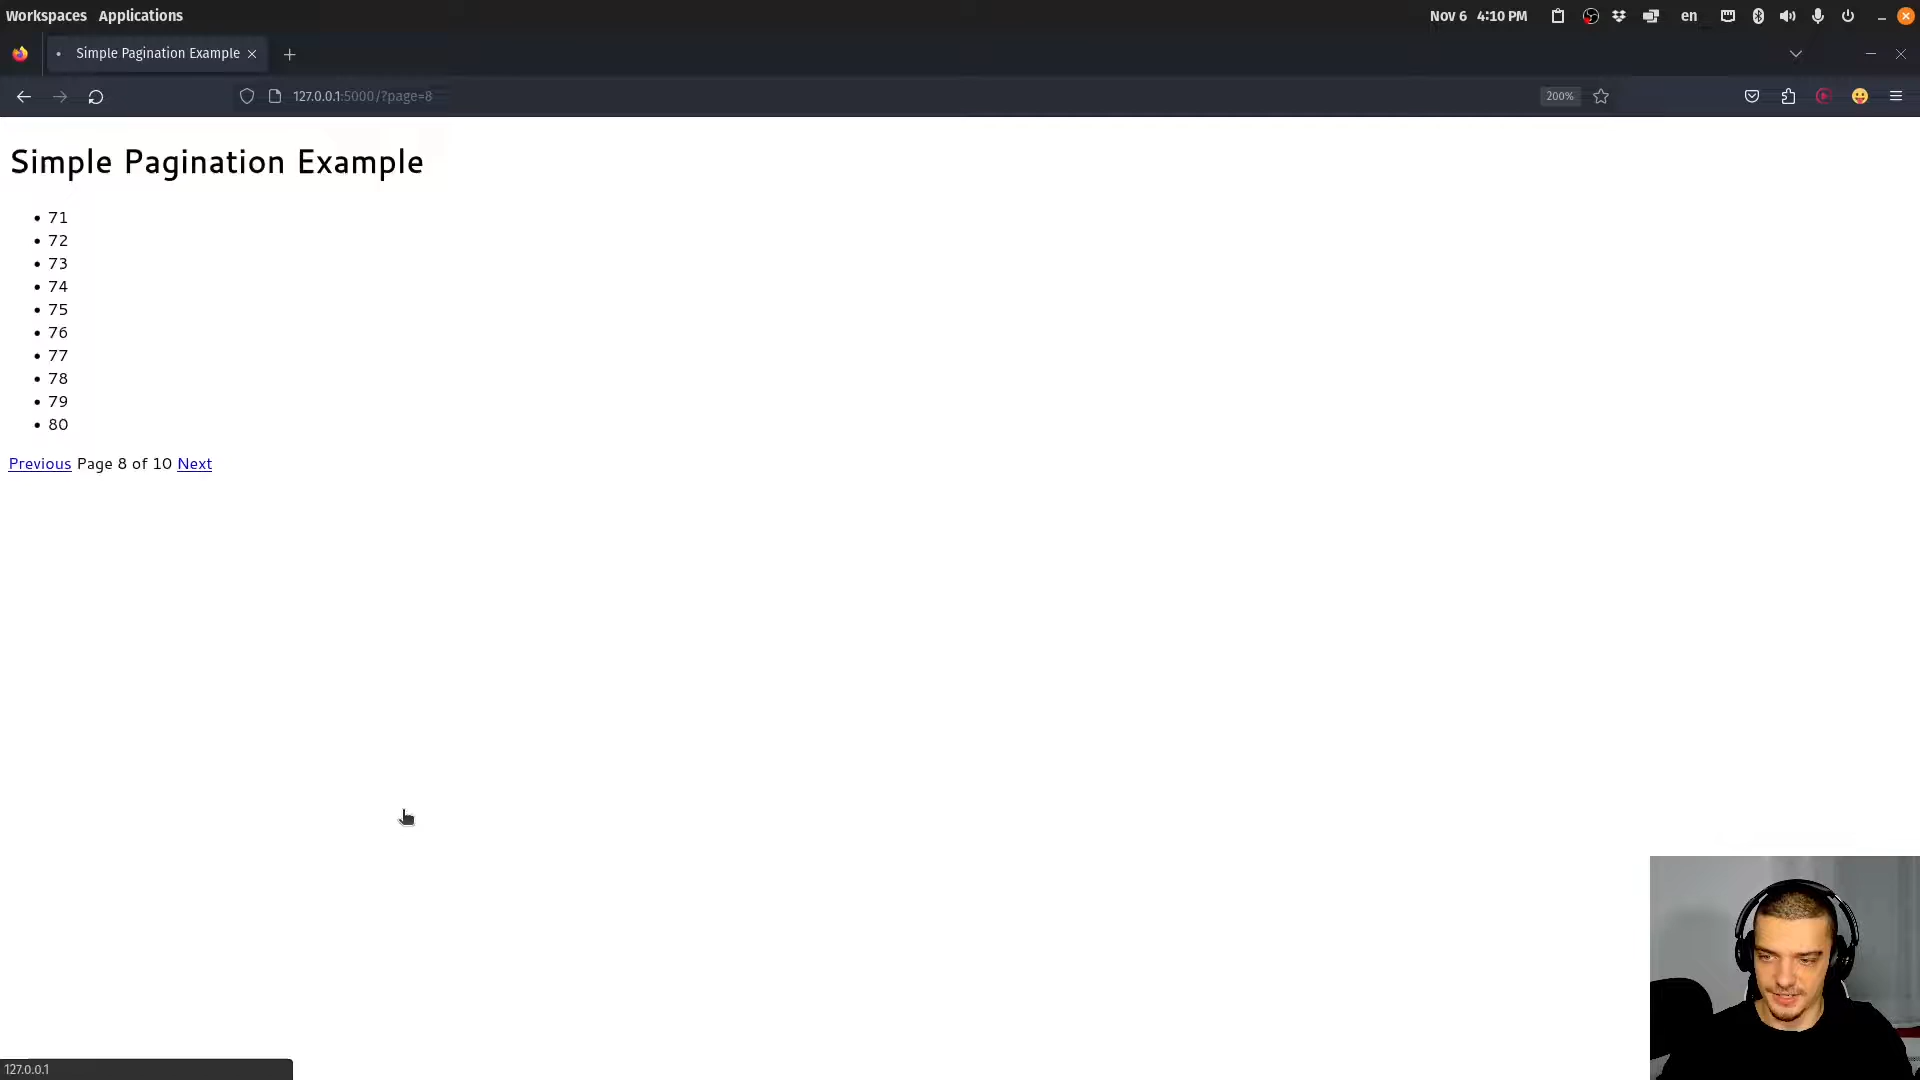 Workspaces Applications
Nov 6 4:10 PM
en
Simple Pagination Example
127.0.0.1:5000/?page=8
200%
Simple Pagination Example
• 71
• 72
• 73
• 74
• 75
• 76
• 77
• 78
• 79
• 80
Previous Page 8 of 10 Next
127.0.0.1